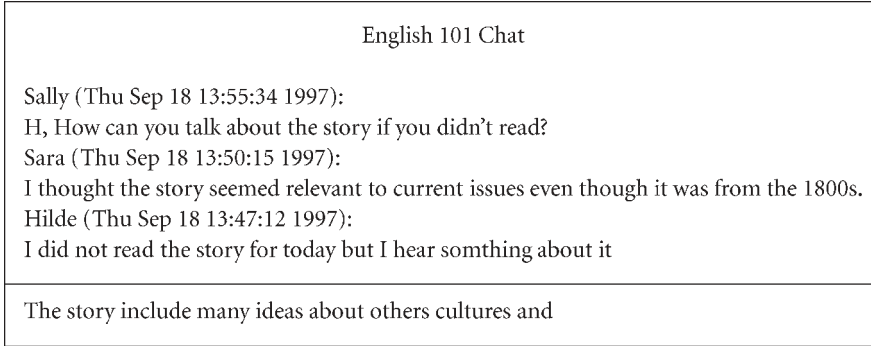 English 101 Chat
Sally (Thu Sep 18 13:55:34 1997):
H, How can you talk about the story if you didn’t read?
Sara (Thu Sep 18 13:50:15 1997):
I thought the story seemed relevant to current issues even though it was from the 1800s.
Hilde (Thu Sep 18 13:47:12 1997):
I did not read the story for today but I hear somthing about it
The story include many ideas about others cultures and